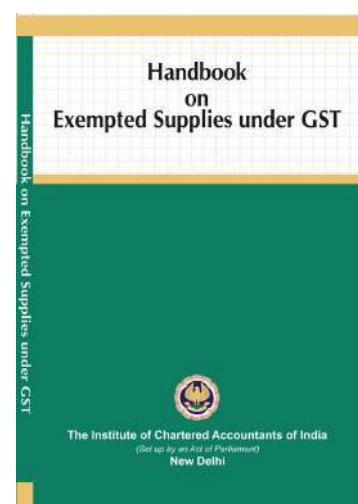 Handbook
on
Exempted Supplies under GST
Handbook on Exempted Supplies under GST
The Institute of Chartered Accountants of India
(Set up by an Act of Parliament)
New Delhi